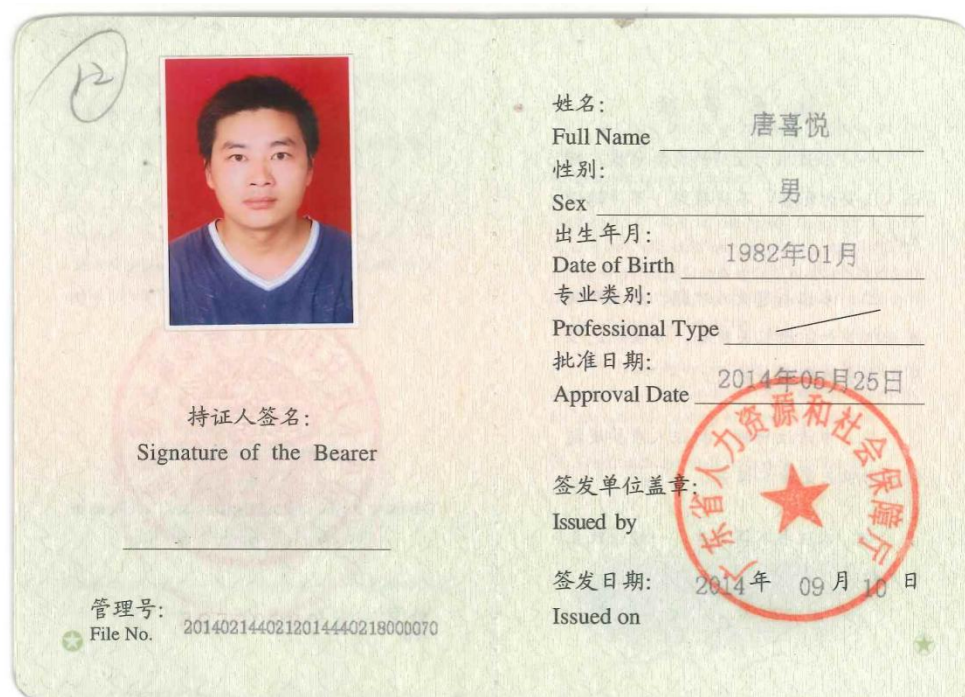 12
持证人签名:
Signature of the Bearer
管理号:
File No. 2014021440212014440218000070
姓名:
Full Name 唐喜悦
性别:
Sex 男
出生年月:
Date of Birth 1982年01月
专业类别:
Professional Type
批准日期:
Approval Date 2014年05月25日
签发单位盖章:
Issued by
广东省人力资源和社会保障厅
签发日期: 2014年 09月 10日
Issued on